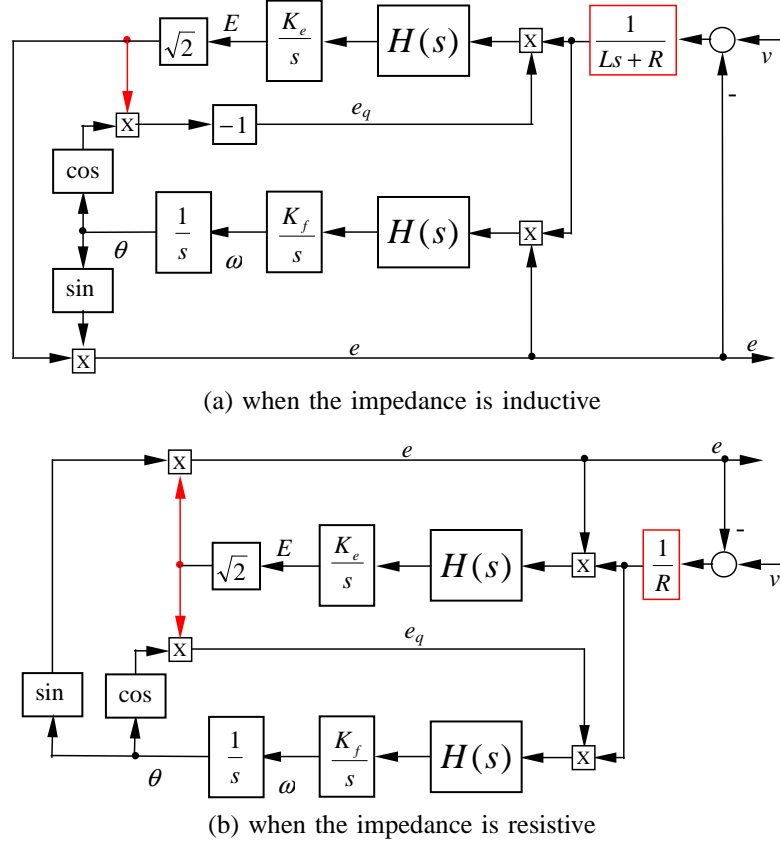 √2 E K_e/s H(s) X 1/(Ls + R) v
-
X −1 e_q
cos
θ 1/s ω K_f/s H(s) X
sin
X e e
(a) when the impedance is inductive
X e e
-
√2 E K_e/s H(s) X 1/R v
X e_q
sin cos
θ 1/s ω K_f/s H(s) X
(b) when the impedance is resistive